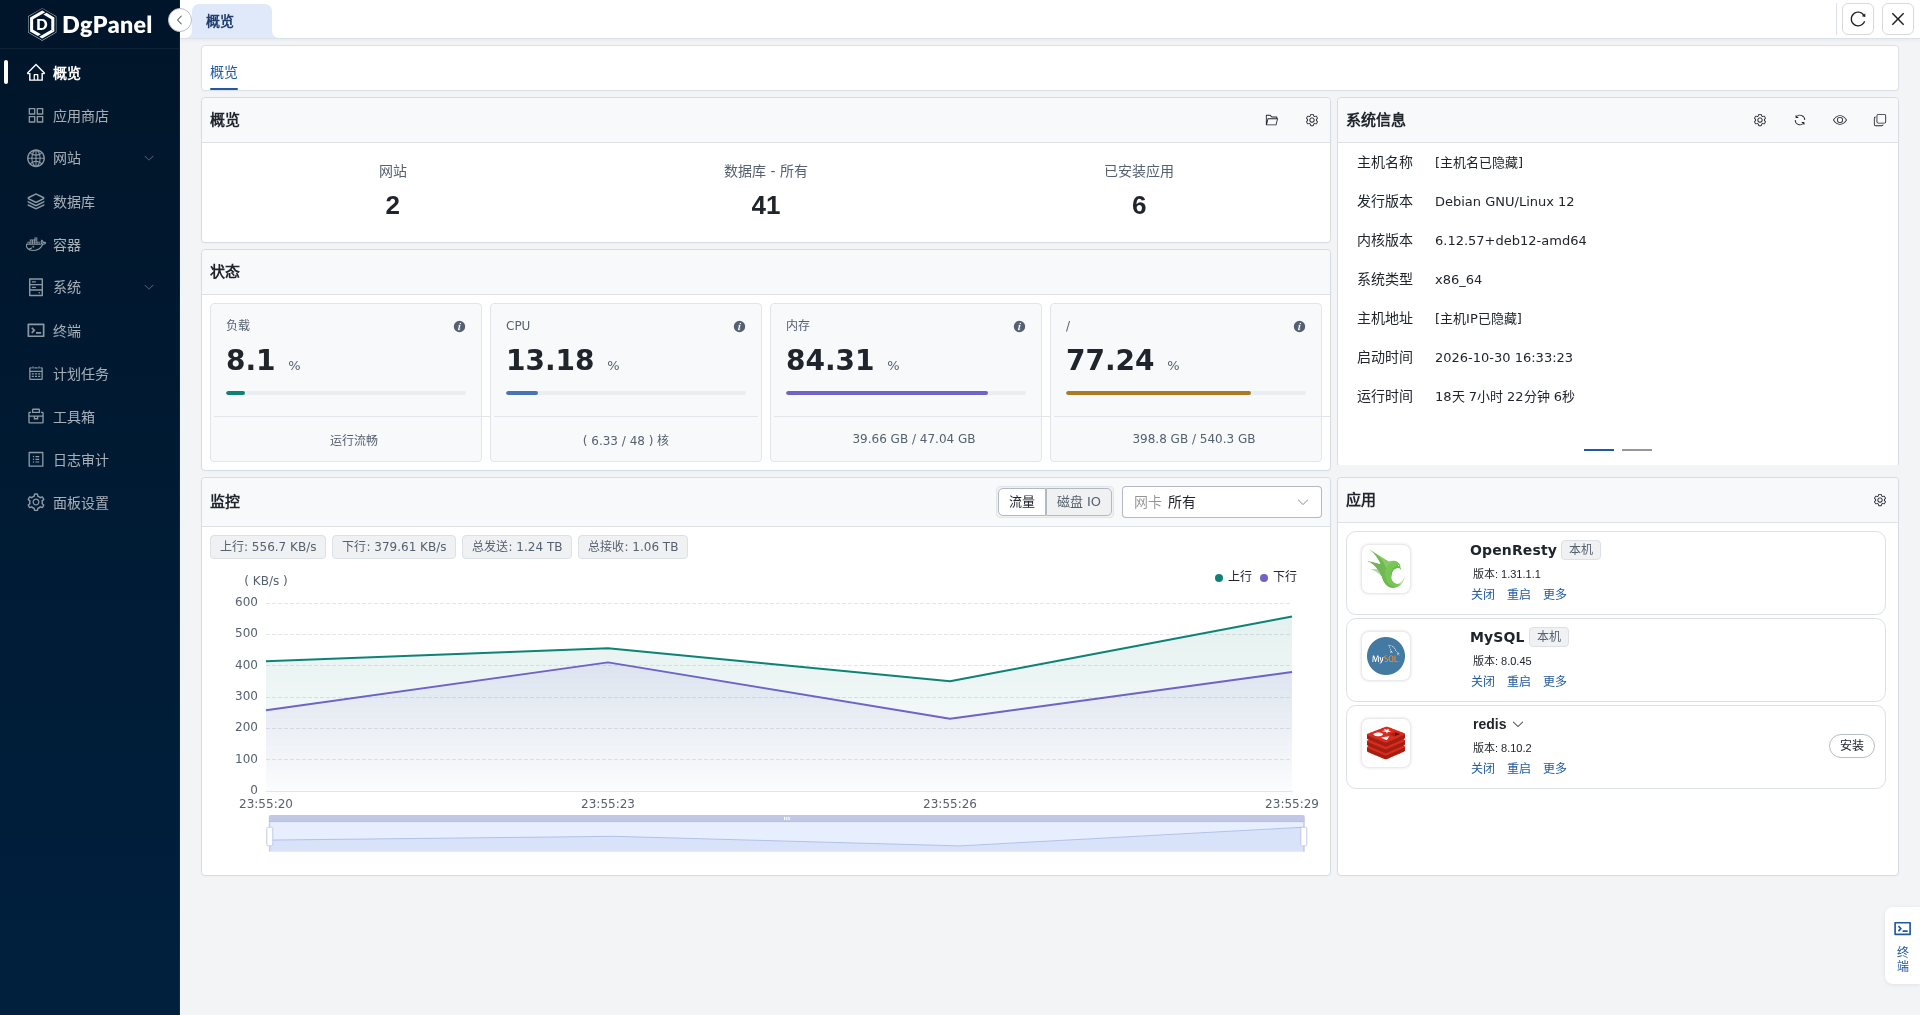 DgPanel
概览
应用商店
网站
数据库
容器
系统
终端
计划任务
工具箱
日志审计
面板设置
概览
概览
概览
网站
2
数据库 - 所有
41
已安装应用
6
状态
负载
8.1 %
运行流畅
CPU
13.18 %
( 6.33 / 48 ) 核
内存
84.31 %
39.66 GB / 47.04 GB
/
77.24 %
398.8 GB / 540.3 GB
系统信息
主机名称 [主机名已隐藏]
发行版本 Debian GNU/Linux 12
内核版本 6.12.57+deb12-amd64
系统类型 x86_64
主机地址 [主机IP已隐藏]
启动时间 2026-10-30 16:33:23
运行时间 18天 7小时 22分钟 6秒
监控
流量 磁盘 IO 网卡 所有
上行: 556.7 KB/s 下行: 379.61 KB/s 总发送: 1.24 TB 总接收: 1.06 TB
( KB/s )
上行 下行
600
500
400
300
200
100
0
23:55:20 23:55:23 23:55:26 23:55:29
应用
OpenResty 本机
版本: 1.31.1.1
关闭 重启 更多
MySQL
MySQL 本机
版本: 8.0.45
关闭 重启 更多
redis
版本: 8.10.2
关闭 重启 更多
安装
终端